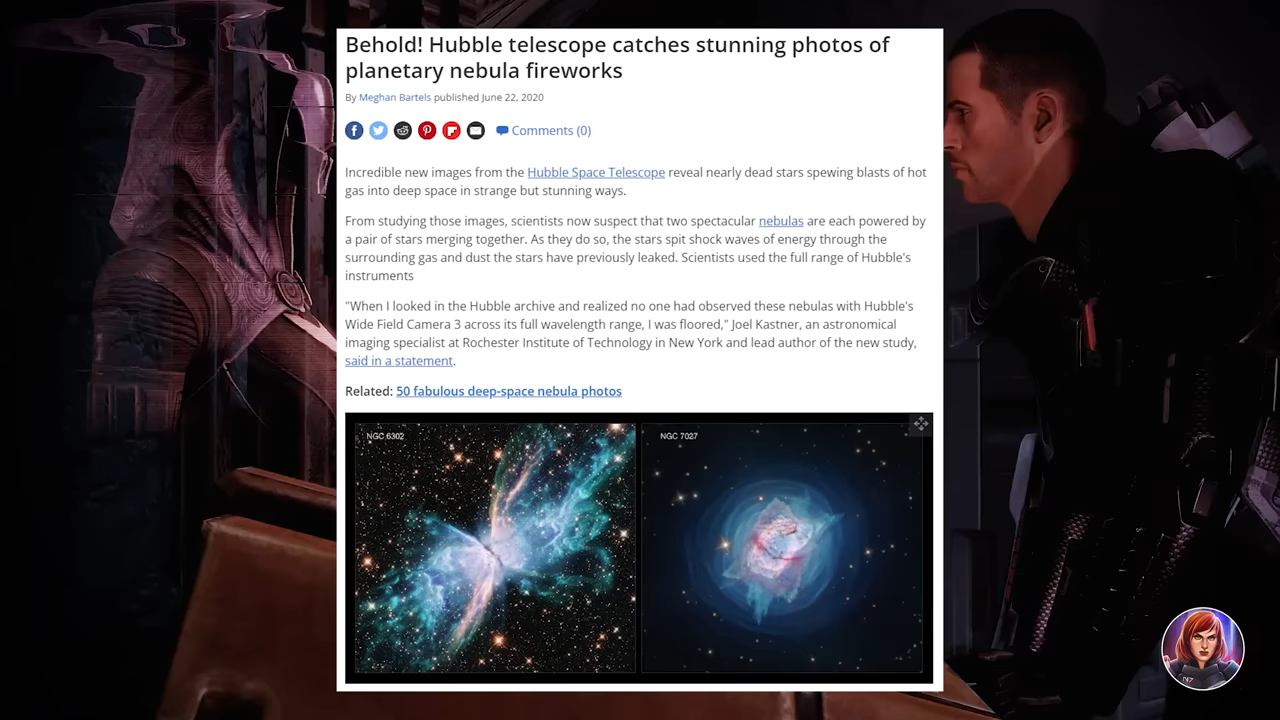 Behold! Hubble telescope catches stunning photos of
planetary nebula fireworks
By Meghan Bartels published June 22, 2020
Comments (0)
Incredible new images from the Hubble Space Telescope reveal nearly dead stars spewing blasts of hot
gas into deep space in strange but stunning ways.
From studying those images, scientists now suspect that two spectacular nebulas are each powered by
a pair of stars merging together. As they do so, the stars spit shock waves of energy through the
surrounding gas and dust the stars have previously leaked. Scientists used the full range of Hubble's
instruments
"When I looked in the Hubble archive and realized no one had observed these nebulas with Hubble's
Wide Field Camera 3 across its full wavelength range, I was floored," Joel Kastner, an astronomical
imaging specialist at Rochester Institute of Technology in New York and lead author of the new study,
said in a statement.
Related: 50 fabulous deep-space nebula photos
NGC 6302
NGC 7027
N7